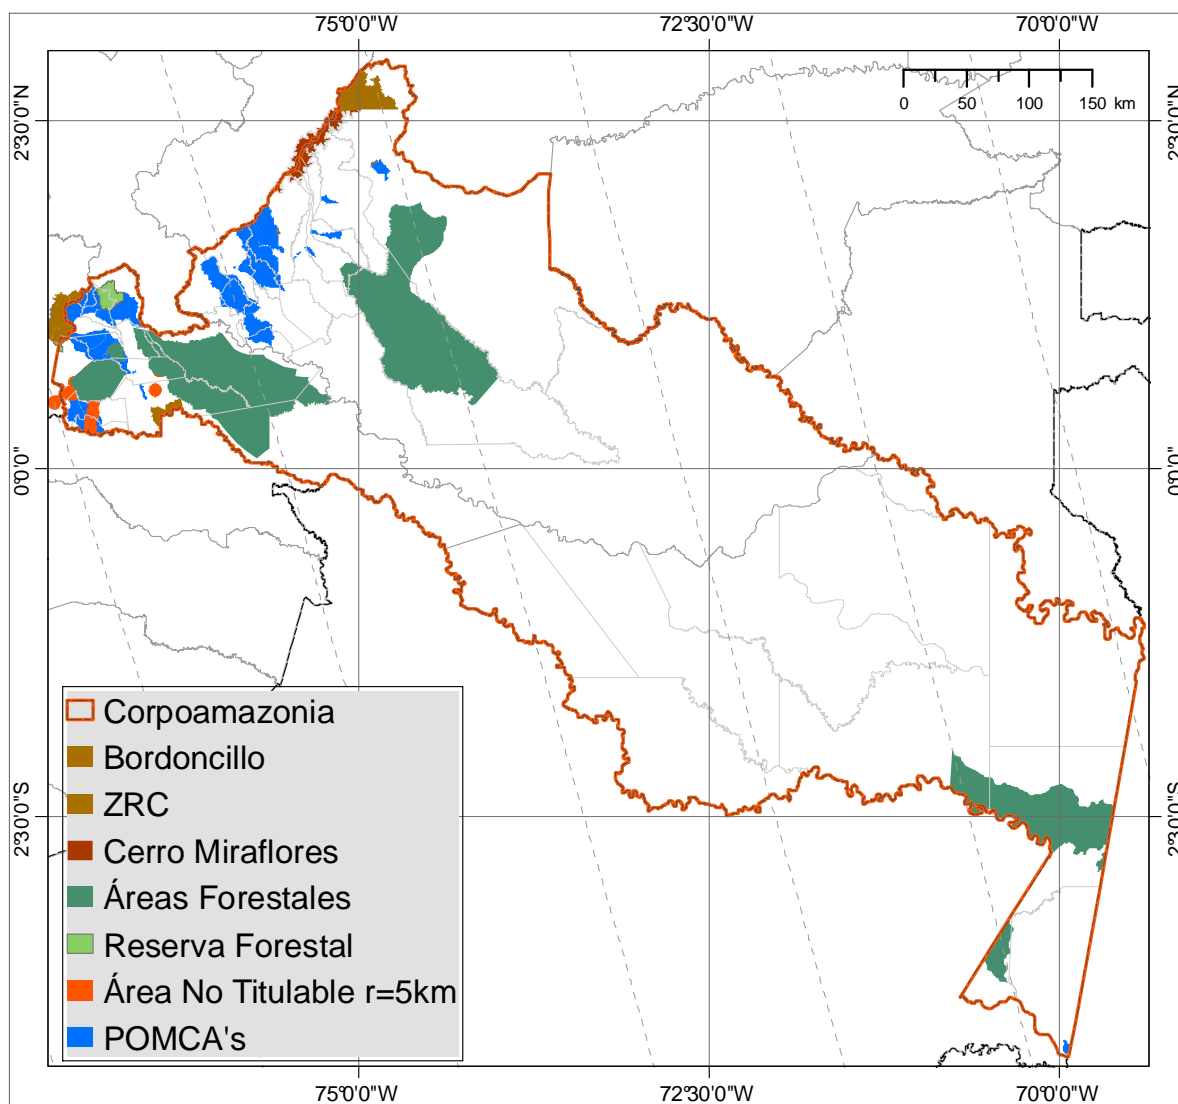 75°0'0"W 72°30'0"W 70°0'0"W
0 50 100 150 km
2°30'0"N 2°30'0"N
0°0'0" 0°0'0"
2°30'0"S 2°30'0"S
Corpoamazonia
Bordoncillo
ZRC
Cerro Miraflores
Áreas Forestales
Reserva Forestal
Área No Titulable r=5km
POMCA's
75°0'0"W 72°30'0"W 70°0'0"W